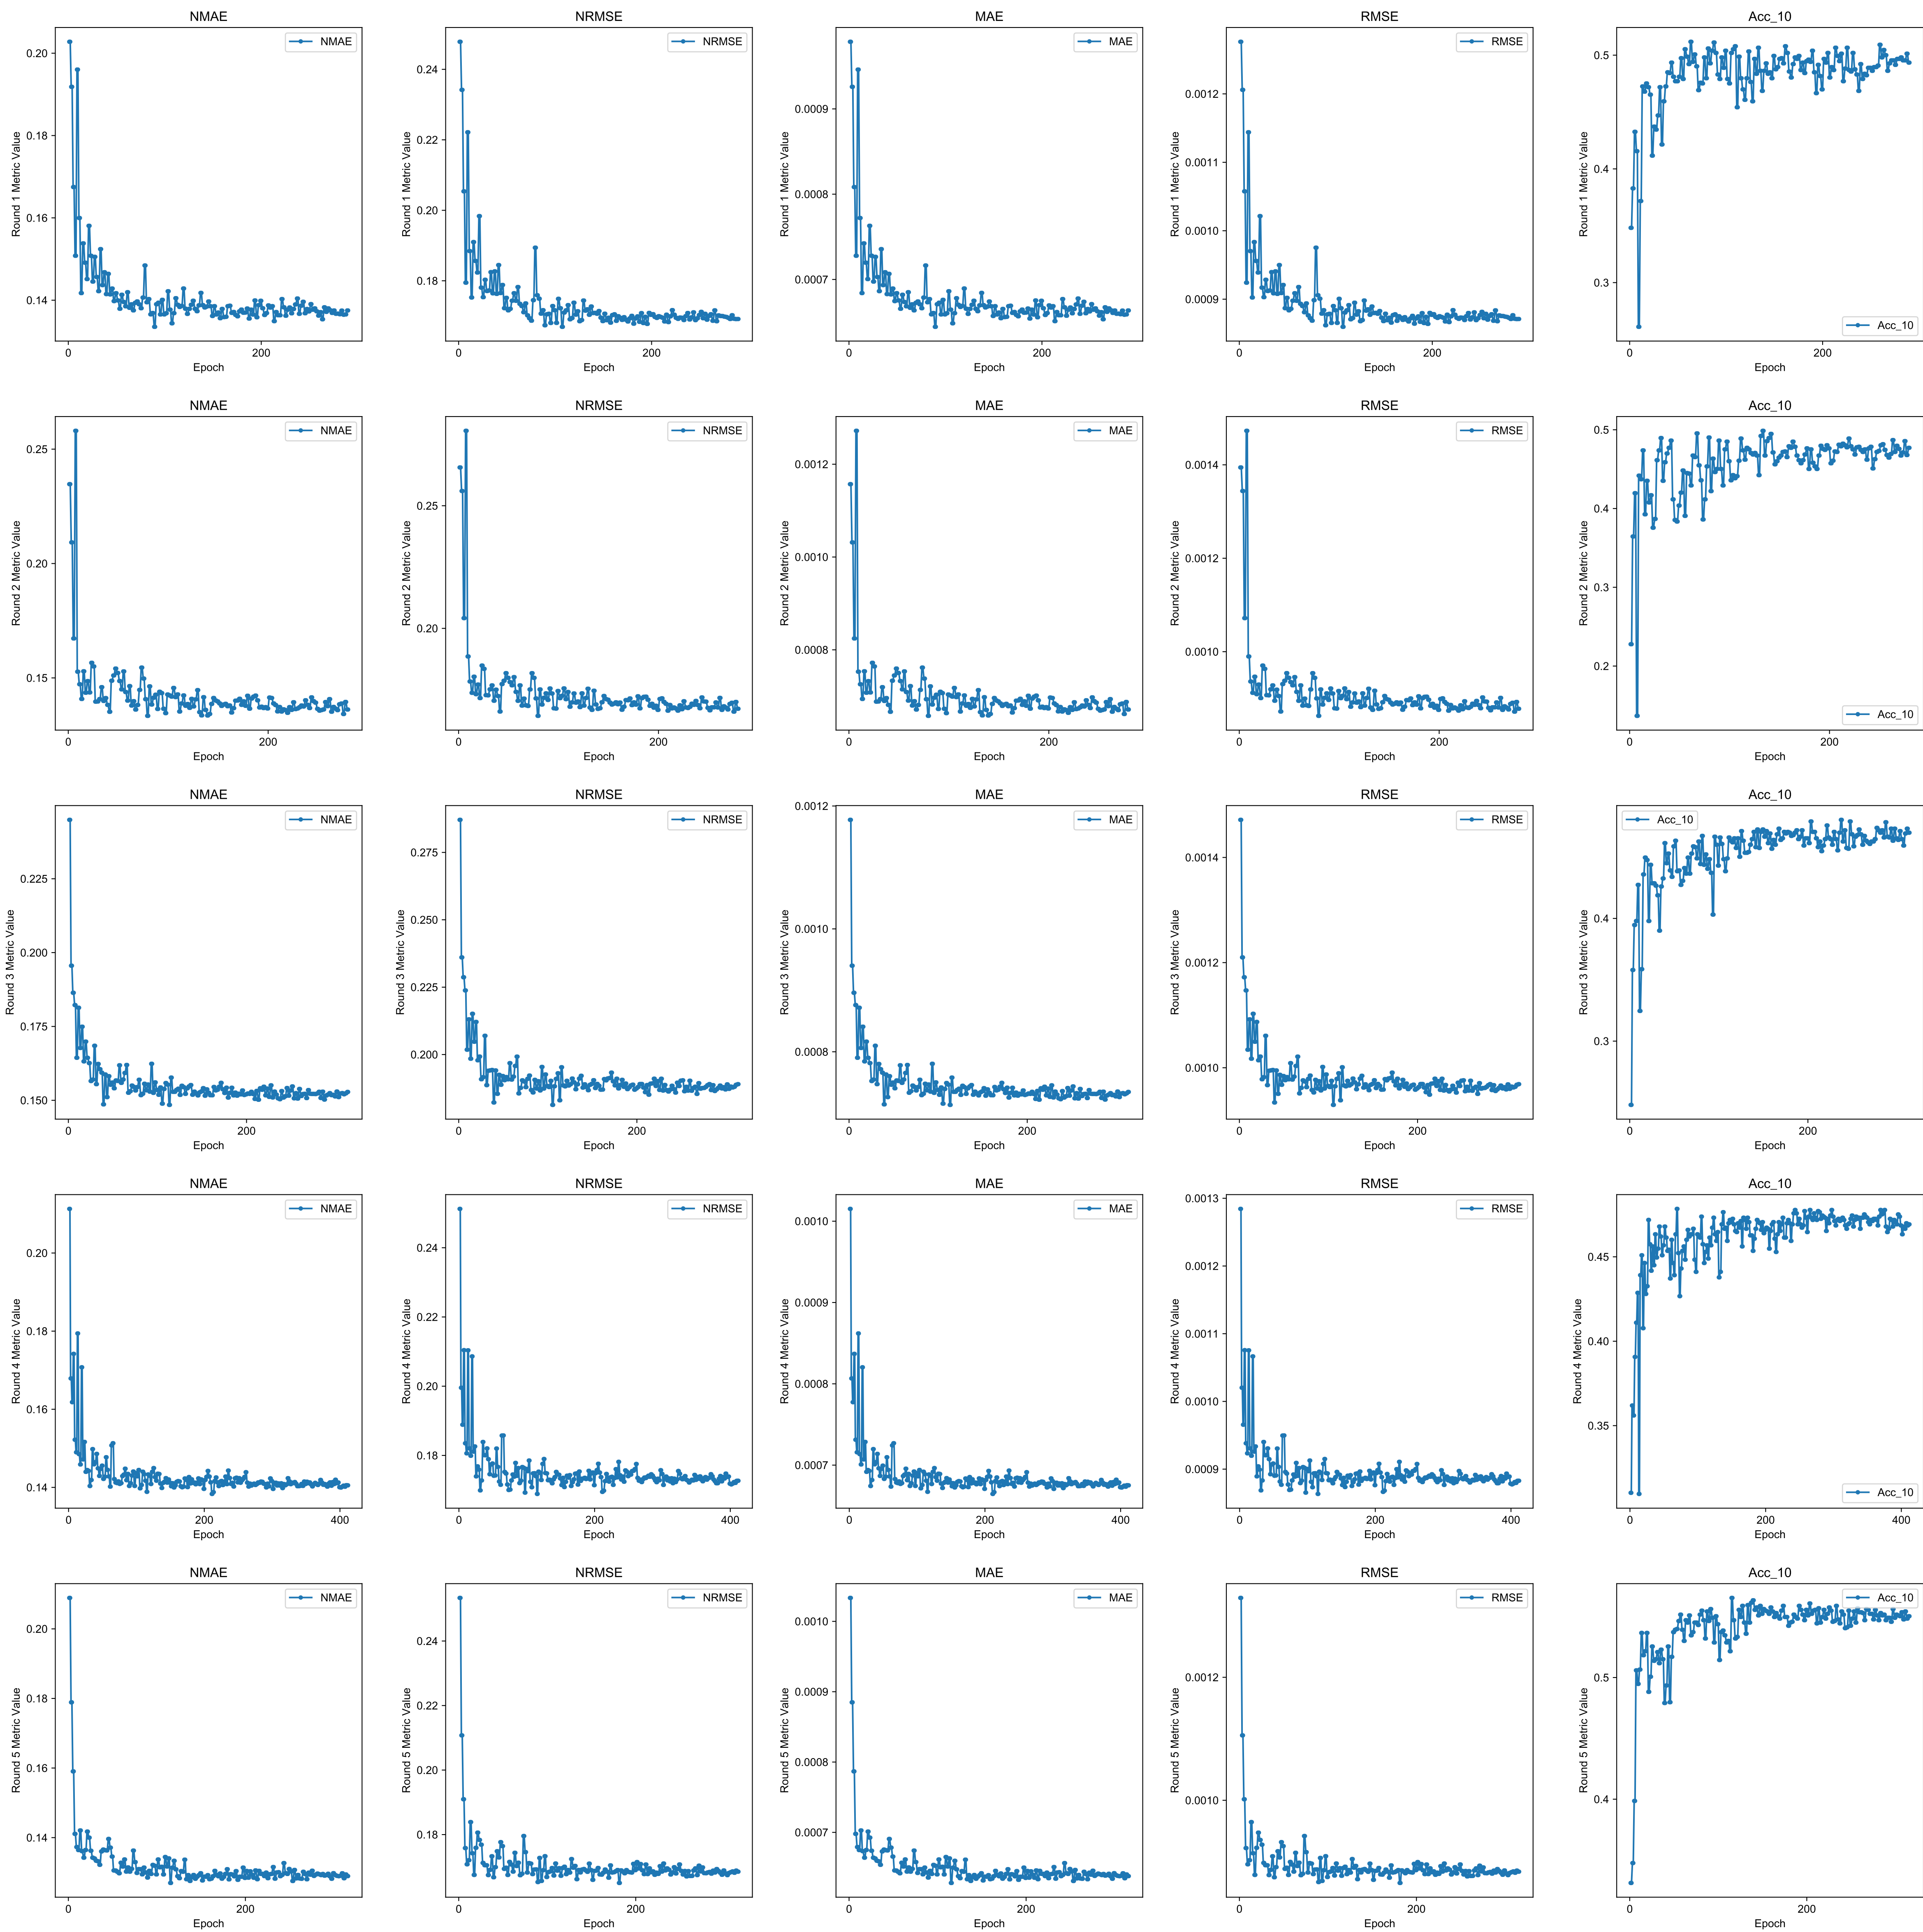 NMAE
NRMSE
MAE
RMSE
Acc_10
Round 1 Metric Value
0.20
0.18
0.16
0.14
NMAE
0
200
Epoch
Round 1 Metric Value
0.24
0.22
0.20
0.18
NRMSE
0
200
Epoch
Round 1 Metric Value
0.0009
0.0008
0.0007
MAE
0
200
Epoch
Round 1 Metric Value
0.0012
0.0011
0.0010
0.0009
RMSE
0
200
Epoch
Round 1 Metric Value
0.5
0.4
0.3
Acc_10
0
200
Epoch
NMAE
NRMSE
MAE
RMSE
Acc_10
Round 2 Metric Value
0.25
0.20
0.15
NMAE
0
200
Epoch
Round 2 Metric Value
0.25
0.20
NRMSE
0
200
Epoch
Round 2 Metric Value
0.0012
0.0010
0.0008
MAE
0
200
Epoch
Round 2 Metric Value
0.0014
0.0012
0.0010
RMSE
0
200
Epoch
Round 2 Metric Value
0.5
0.4
0.3
0.2
Acc_10
0
200
Epoch
NMAE
NRMSE
MAE
RMSE
Acc_10
Round 3 Metric Value
0.225
0.200
0.175
0.150
NMAE
0
200
Epoch
Round 3 Metric Value
0.275
0.250
0.225
0.200
NRMSE
0
200
Epoch
Round 3 Metric Value
0.0012
0.0010
0.0008
MAE
0
200
Epoch
Round 3 Metric Value
0.0014
0.0012
0.0010
RMSE
0
200
Epoch
Round 3 Metric Value
0.4
0.3
Acc_10
0
200
Epoch
NMAE
NRMSE
MAE
RMSE
Acc_10
Round 4 Metric Value
0.20
0.18
0.16
0.14
NMAE
0
200
400
Epoch
Round 4 Metric Value
0.24
0.22
0.20
0.18
NRMSE
0
200
400
Epoch
Round 4 Metric Value
0.0010
0.0009
0.0008
0.0007
MAE
0
200
400
Epoch
Round 4 Metric Value
0.0013
0.0012
0.0011
0.0010
0.0009
RMSE
0
200
400
Epoch
Round 4 Metric Value
0.45
0.40
0.35
Acc_10
0
200
400
Epoch
NMAE
NRMSE
MAE
RMSE
Acc_10
Round 5 Metric Value
0.20
0.18
0.16
0.14
NMAE
0
200
Epoch
Round 5 Metric Value
0.24
0.22
0.20
0.18
NRMSE
0
200
Epoch
Round 5 Metric Value
0.0010
0.0009
0.0008
0.0007
MAE
0
200
Epoch
Round 5 Metric Value
0.0012
0.0010
RMSE
0
200
Epoch
Round 5 Metric Value
0.5
0.4
Acc_10
0
200
Epoch